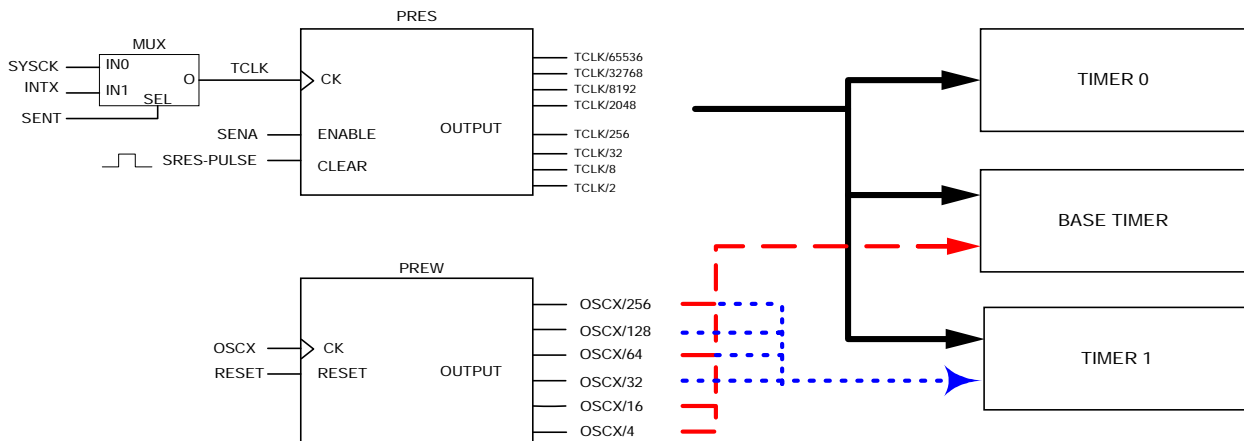 PRES
MUX
SYSCK
IN0
INTX
IN1
O
TCLK
SEL
SENT
CK
SENA
ENABLE
SRES-PULSE
CLEAR
OUTPUT
TCLK/65536
TCLK/32768
TCLK/8192
TCLK/2048
TCLK/256
TCLK/32
TCLK/8
TCLK/2
TIMER 0
BASE TIMER
TIMER 1
PREW
OSCX
CK
RESET
RESET
OUTPUT
OSCX/256
OSCX/128
OSCX/64
OSCX/32
OSCX/16
OSCX/4